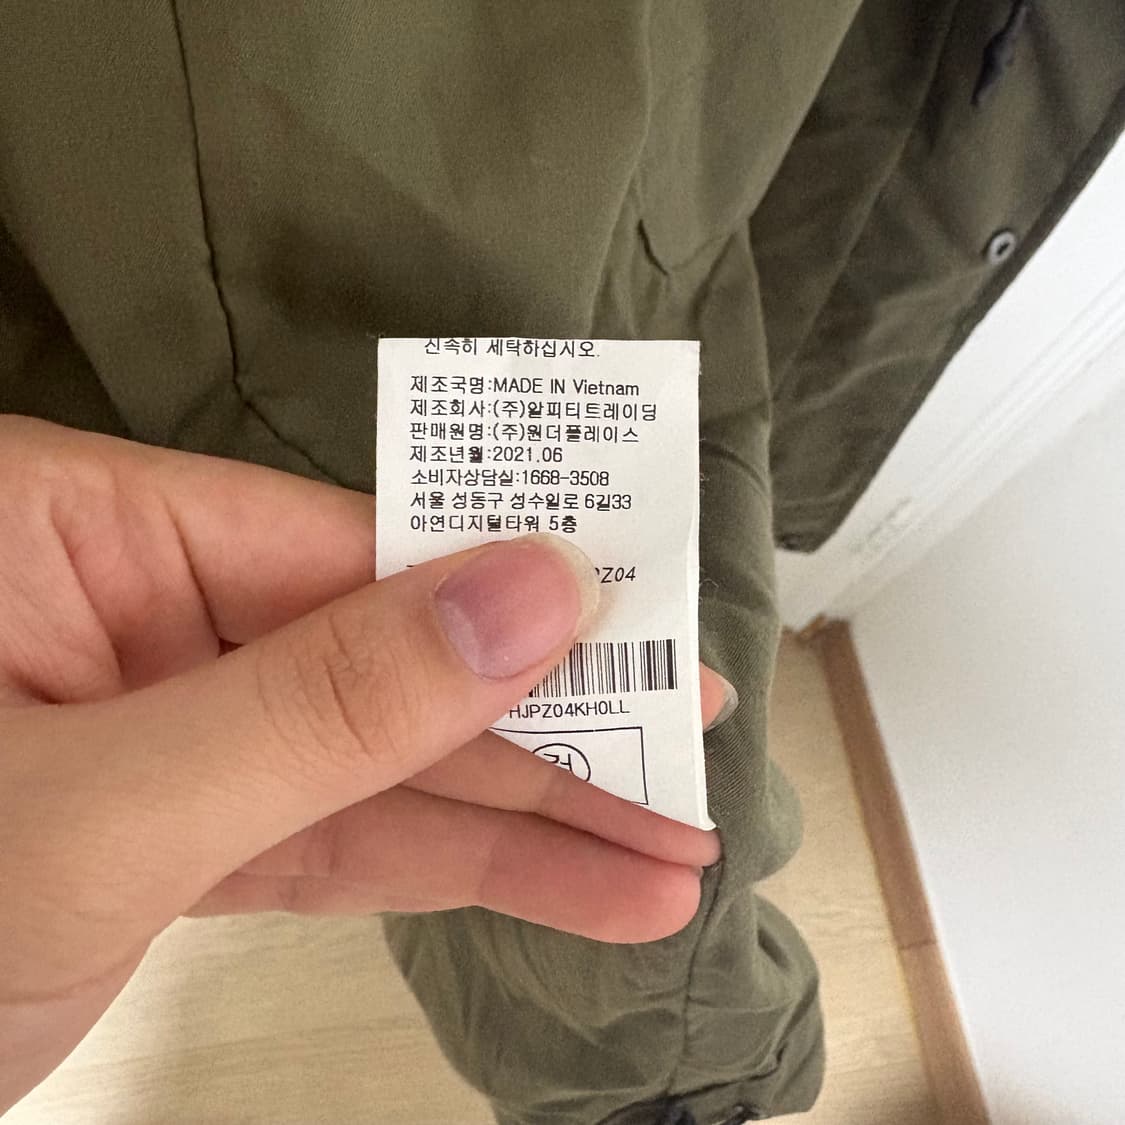 신속히 세탁하십시오.
제조국명:MADE IN Vietnam
제조회사:(주)알피티트레이딩
판매원명:(주)원더플레이스
제조년월:2021.06
소비자상담실:1668-3508
서울 성동구 성수일로 6길33
아연디지털타워 5층
PZ04
HJPZ04KH0LL